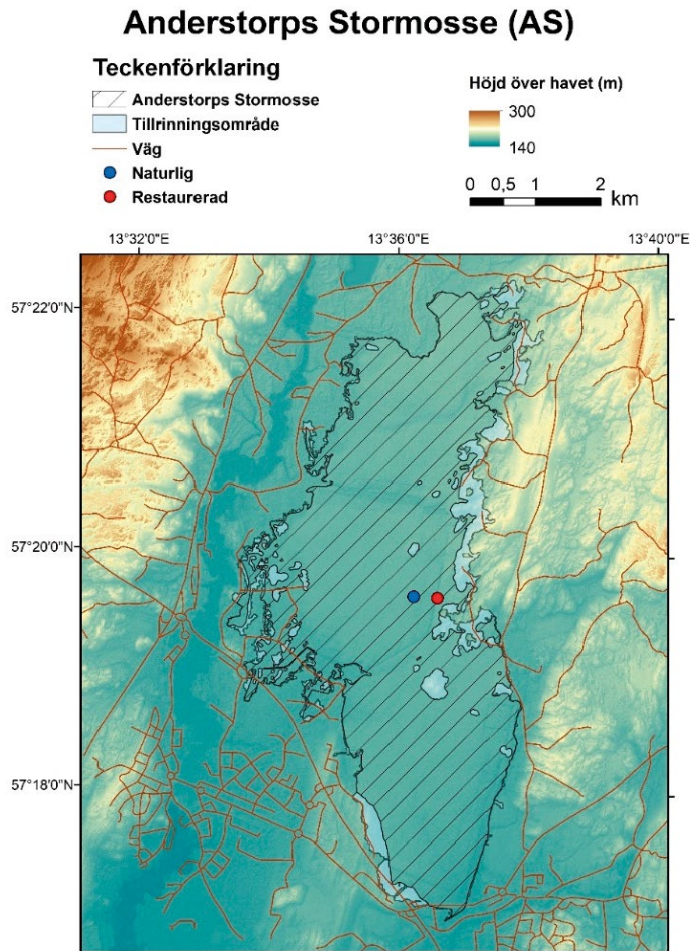 Anderstorps Stormosse (AS)
Teckenförklaring
Anderstorps Stormosse
Tillrinningsområde
Väg
Naturlig
Restaurerad
Höjd över havet (m)
300
140
0 0,5 1 2 km
13°32'0"E 13°36'0"E 13°40'0"E
57°22'0"N
57°20'0"N
57°18'0"N